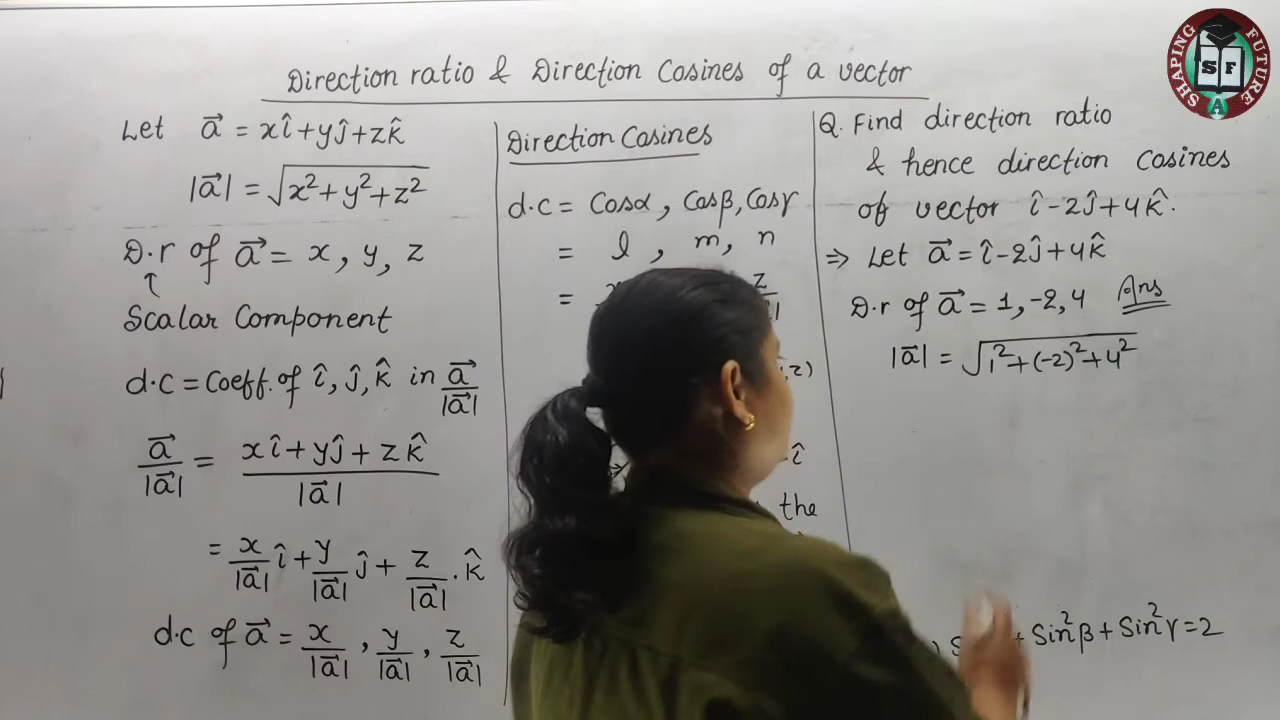 Direction ratio & Direction Cosines of a vector
Let a⃗ = xî+yĵ+zk̂
|a⃗| = √(x²+y²+z²)
D.r of a⃗ = x, y, z
↑
Scalar Component
d.c = Coeff. of î, ĵ, k̂ in a⃗/|a⃗|
a⃗/|a⃗| = (xî+yĵ+zk̂)/|a⃗|
= x/|a⃗| î + y/|a⃗| ĵ + z/|a⃗| . k̂
d.c of a⃗ = x/|a⃗| , y/|a⃗| , z/|a⃗|
Direction Cosines
d.c = Cosα, Cosβ, Cosγ
= l , m, n
=
z
,z)
î
the
Q. Find direction ratio
& hence direction cosines
of vector î-2ĵ+4k̂.
⇒ Let a⃗ = î-2ĵ+4k̂
D.r of a⃗ = 1, -2, 4 Ans
|a⃗| = √(1²+(-2)²+4²)
+ Sin²β + Sin²γ = 2
SHAPING FUTURE
S F
A